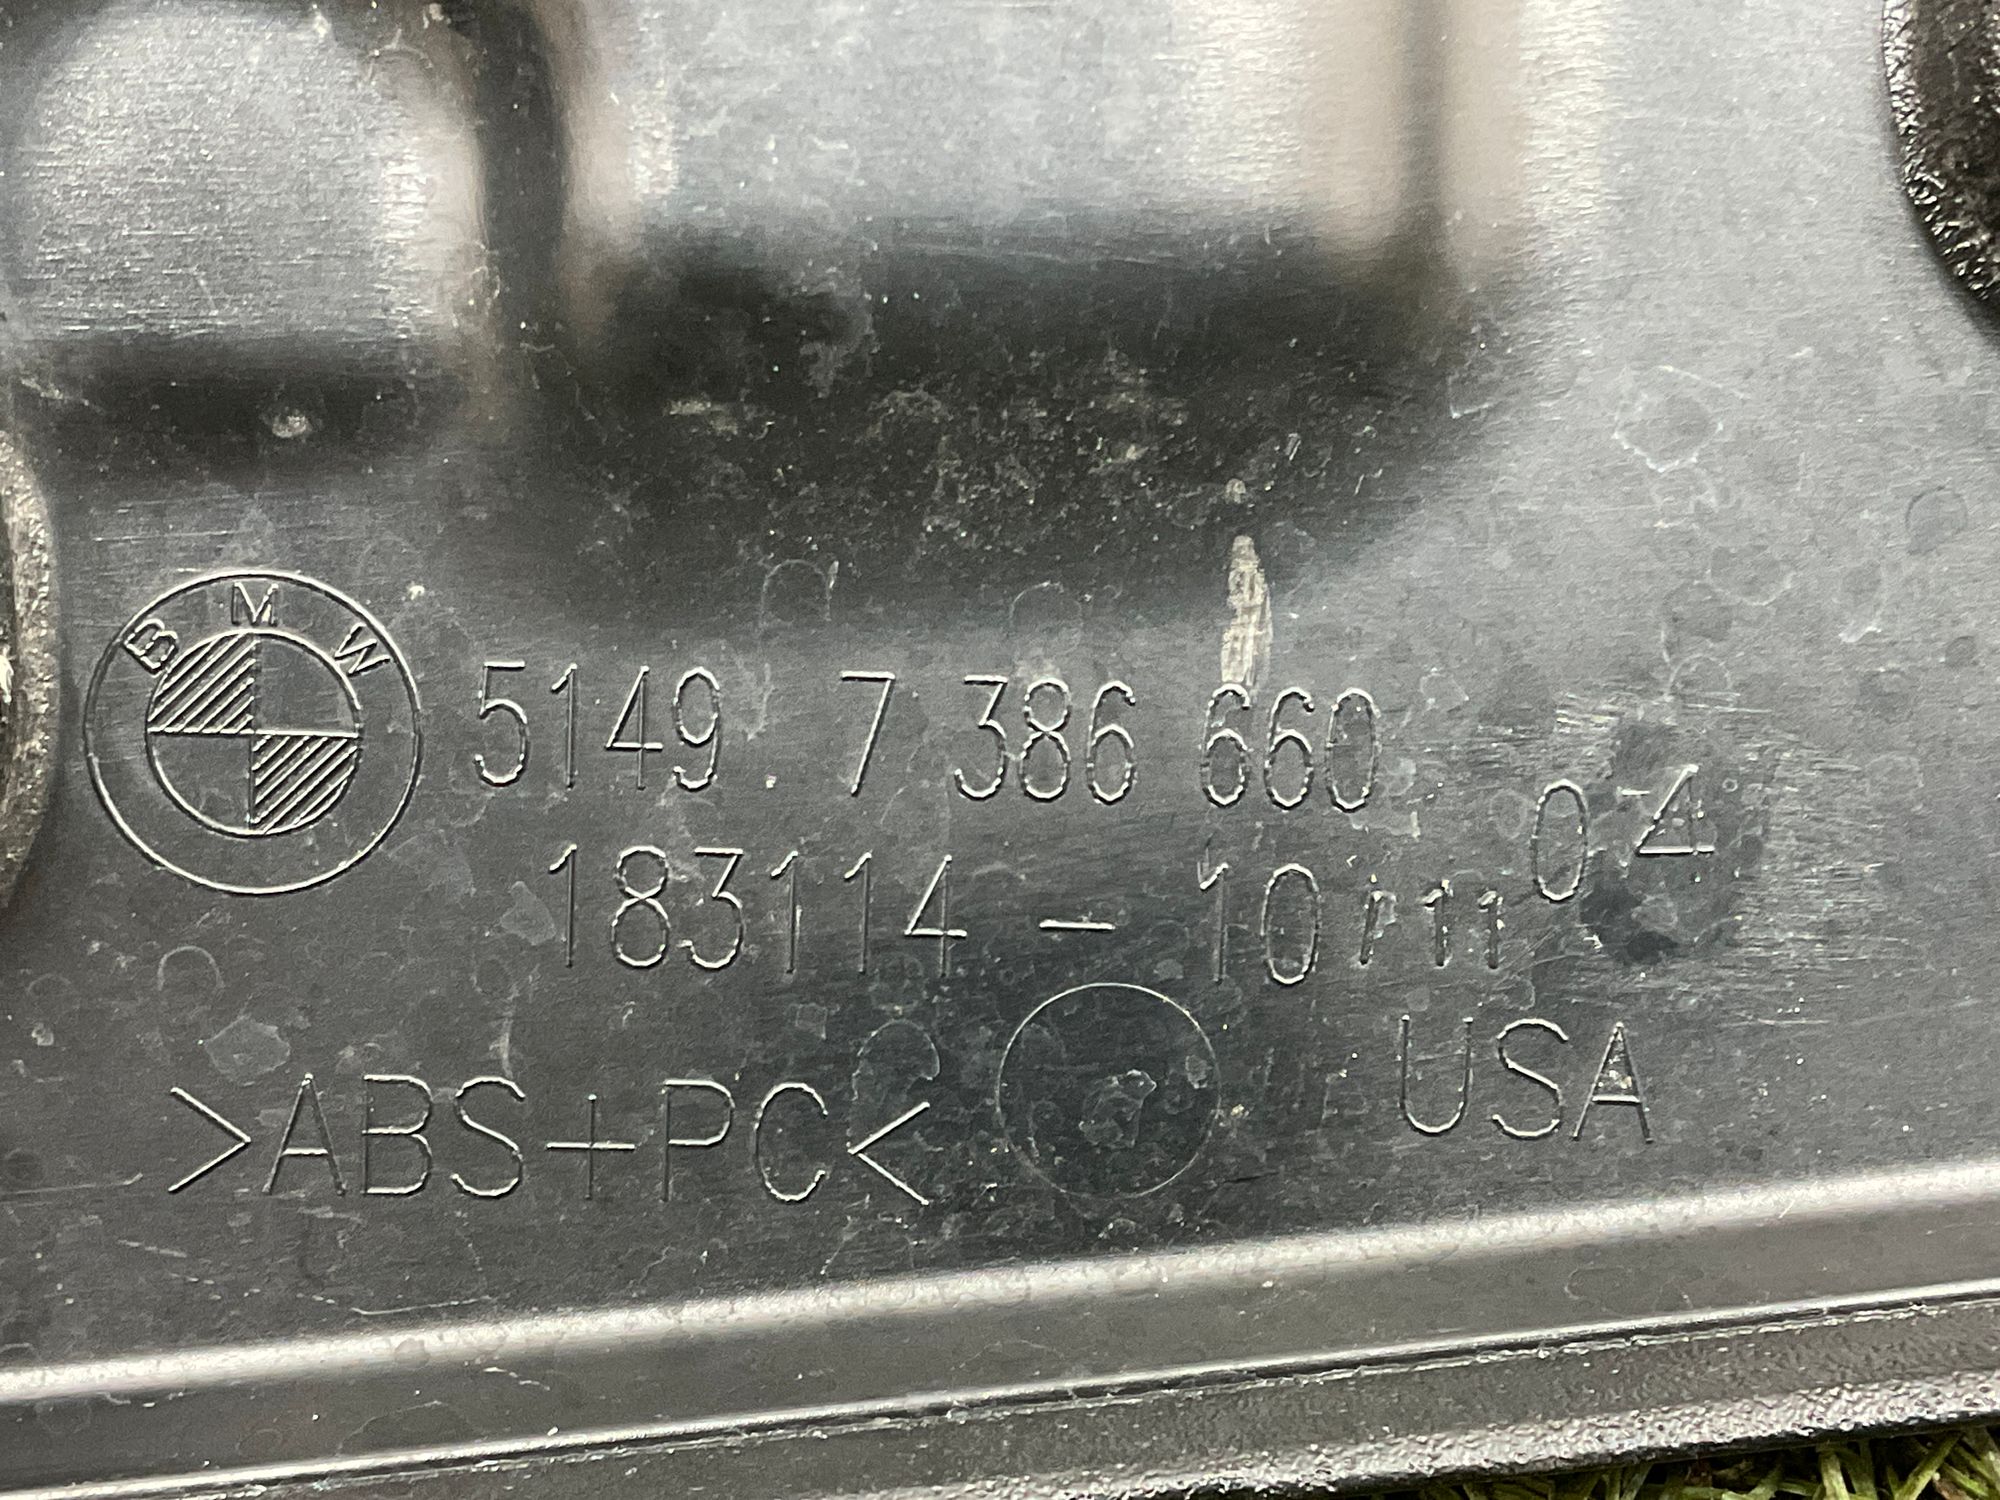 BMW
5149.7 386 660
183114 - 10/11 04
>ABS+PC< USA